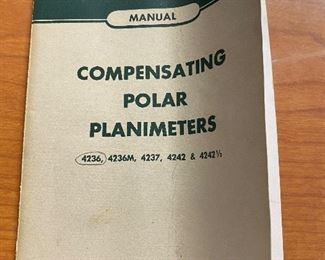 MANUAL
COMPENSATING
POLAR
PLANIMETERS
4236, 4236M, 4237, 4242 & 4242½